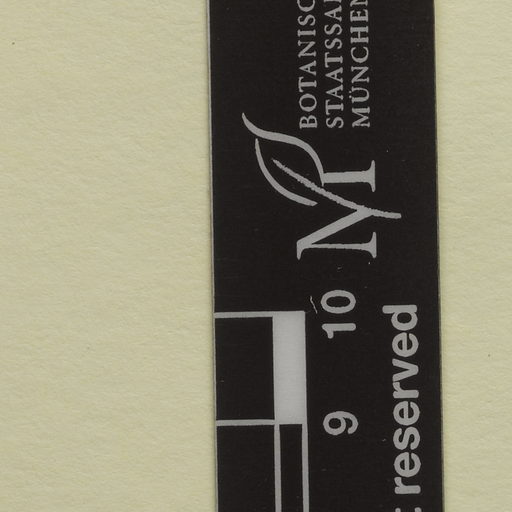 BOTANISC
STAATSSA
MÜNCHEN
M
9 10
t reserved